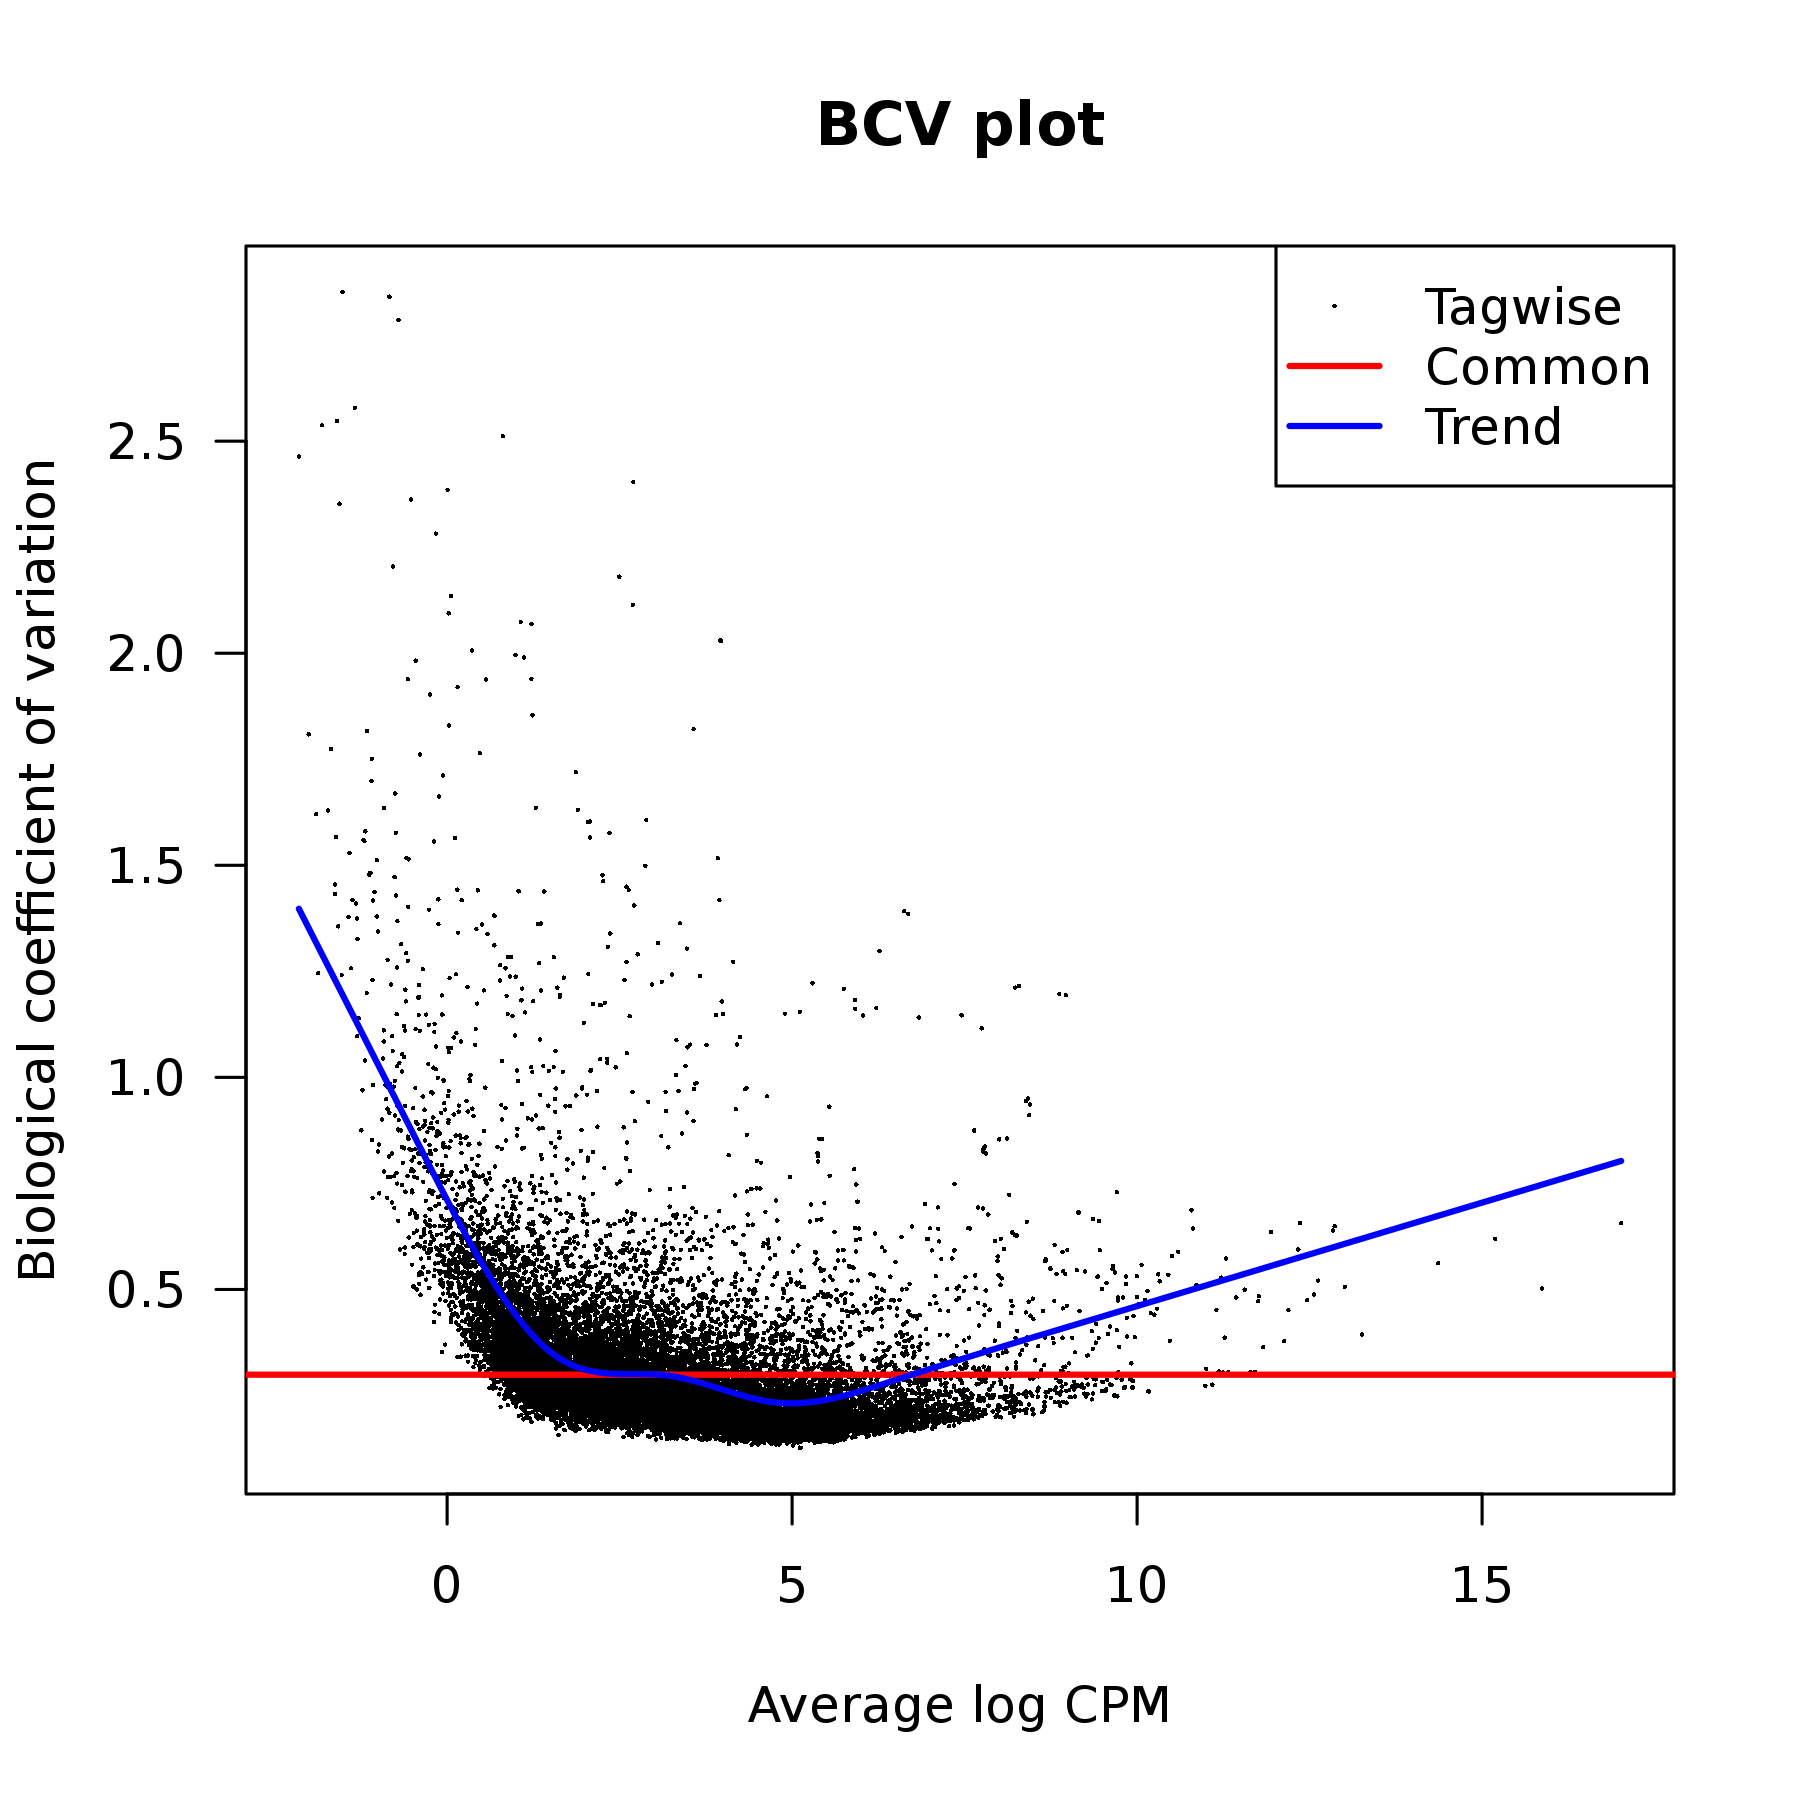 BCV plot
Tagwise
Common
Trend
Biological coefficient of variation
2.5
2.0
1.5
1.0
0.5
0 5 10 15
Average log CPM